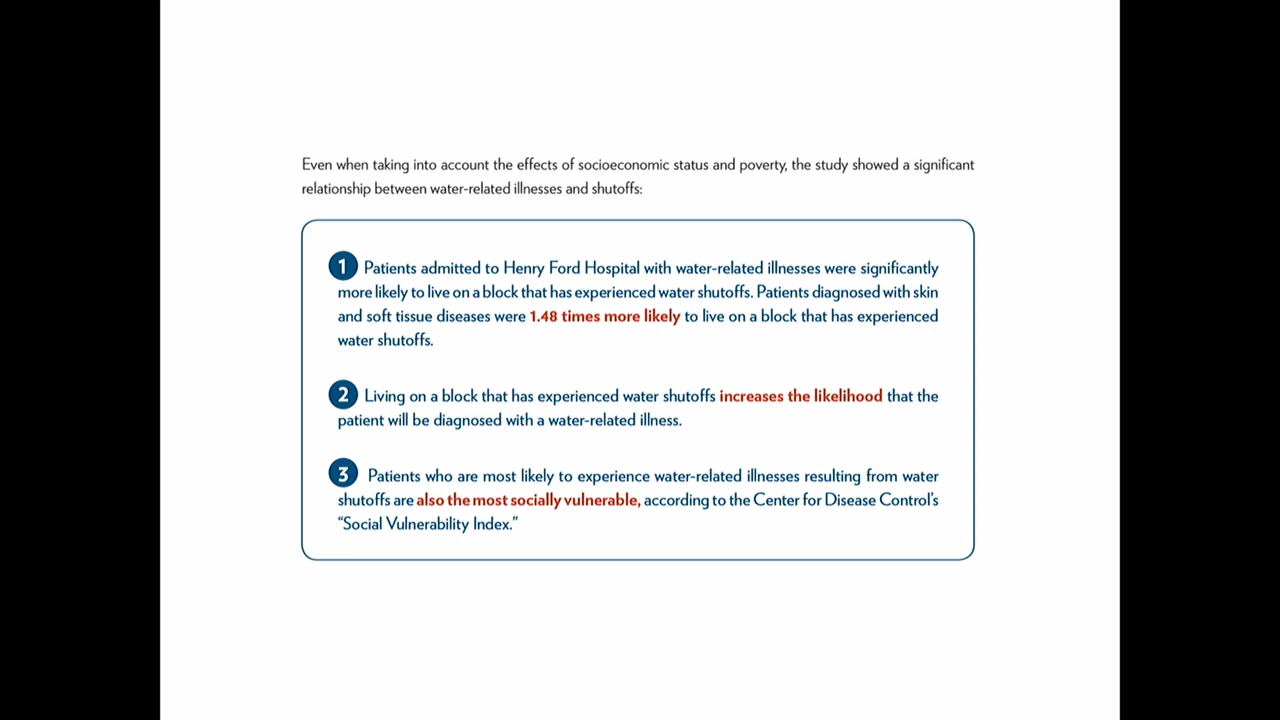 Even when taking into account the effects of socioeconomic status and poverty, the study showed a significant
relationship between water-related illnesses and shutoffs:
1 Patients admitted to Henry Ford Hospital with water-related illnesses were significantly
more likely to live on a block that has experienced water shutoffs. Patients diagnosed with skin
and soft tissue diseases were 1.48 times more likely to live on a block that has experienced
water shutoffs.
2 Living on a block that has experienced water shutoffs increases the likelihood that the
patient will be diagnosed with a water-related illness.
3 Patients who are most likely to experience water-related illnesses resulting from water
shutoffs are also the most socially vulnerable, according to the Center for Disease Control's
“Social Vulnerability Index.”